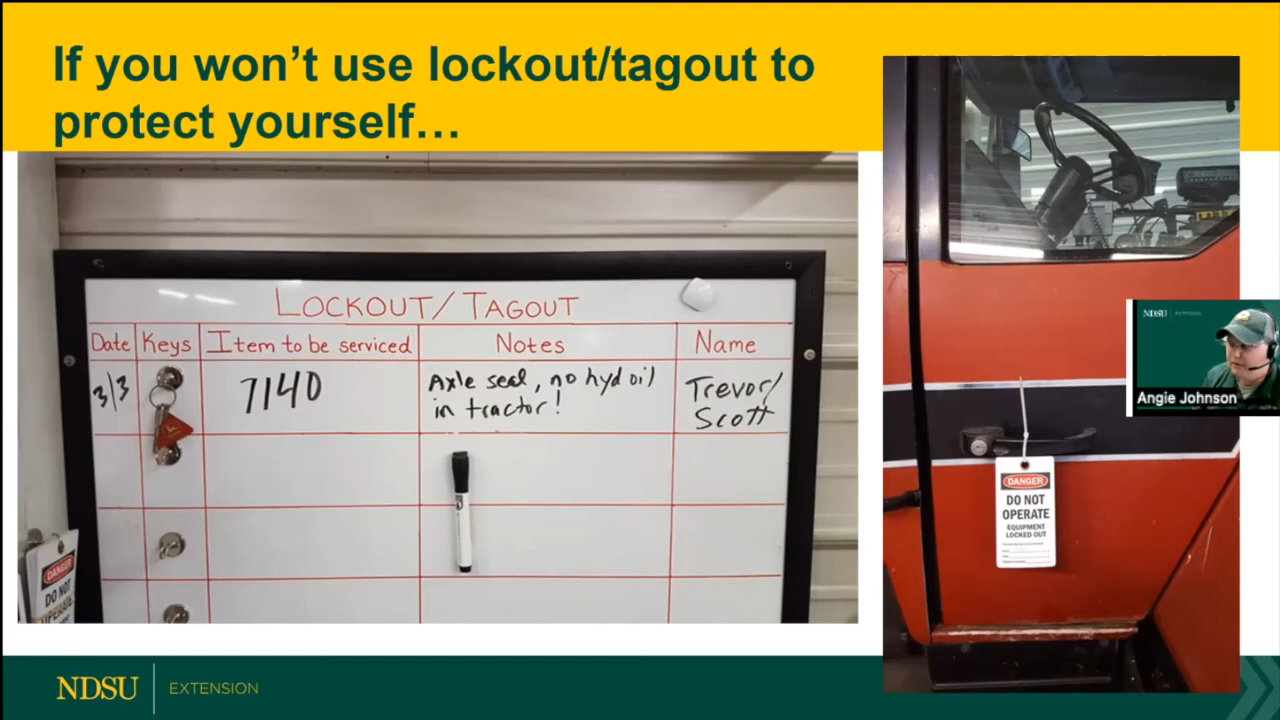 If you won't use lockout/tagout to
protect yourself…
LOCKOUT/TAGOUT
Date Keys Item to be serviced Notes Name
3/3 7140 Axle seal, no hyd oil
in tractor! Trevor/
Scott
DANGER
DO NOT
OPERATE
DANGER
DO NOT
OPERATE
EQUIPMENT
LOCKED OUT
NDSU EXTENSION
Angie Johnson
NDSU EXTENSION